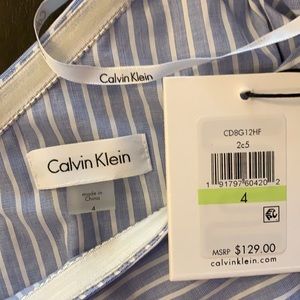 Calvin Klein
Calvin Klein
made in
China
4
CD8G12HF
2c5
1 91797 60420 2
4
MSRP $129.00
calvinklein.com